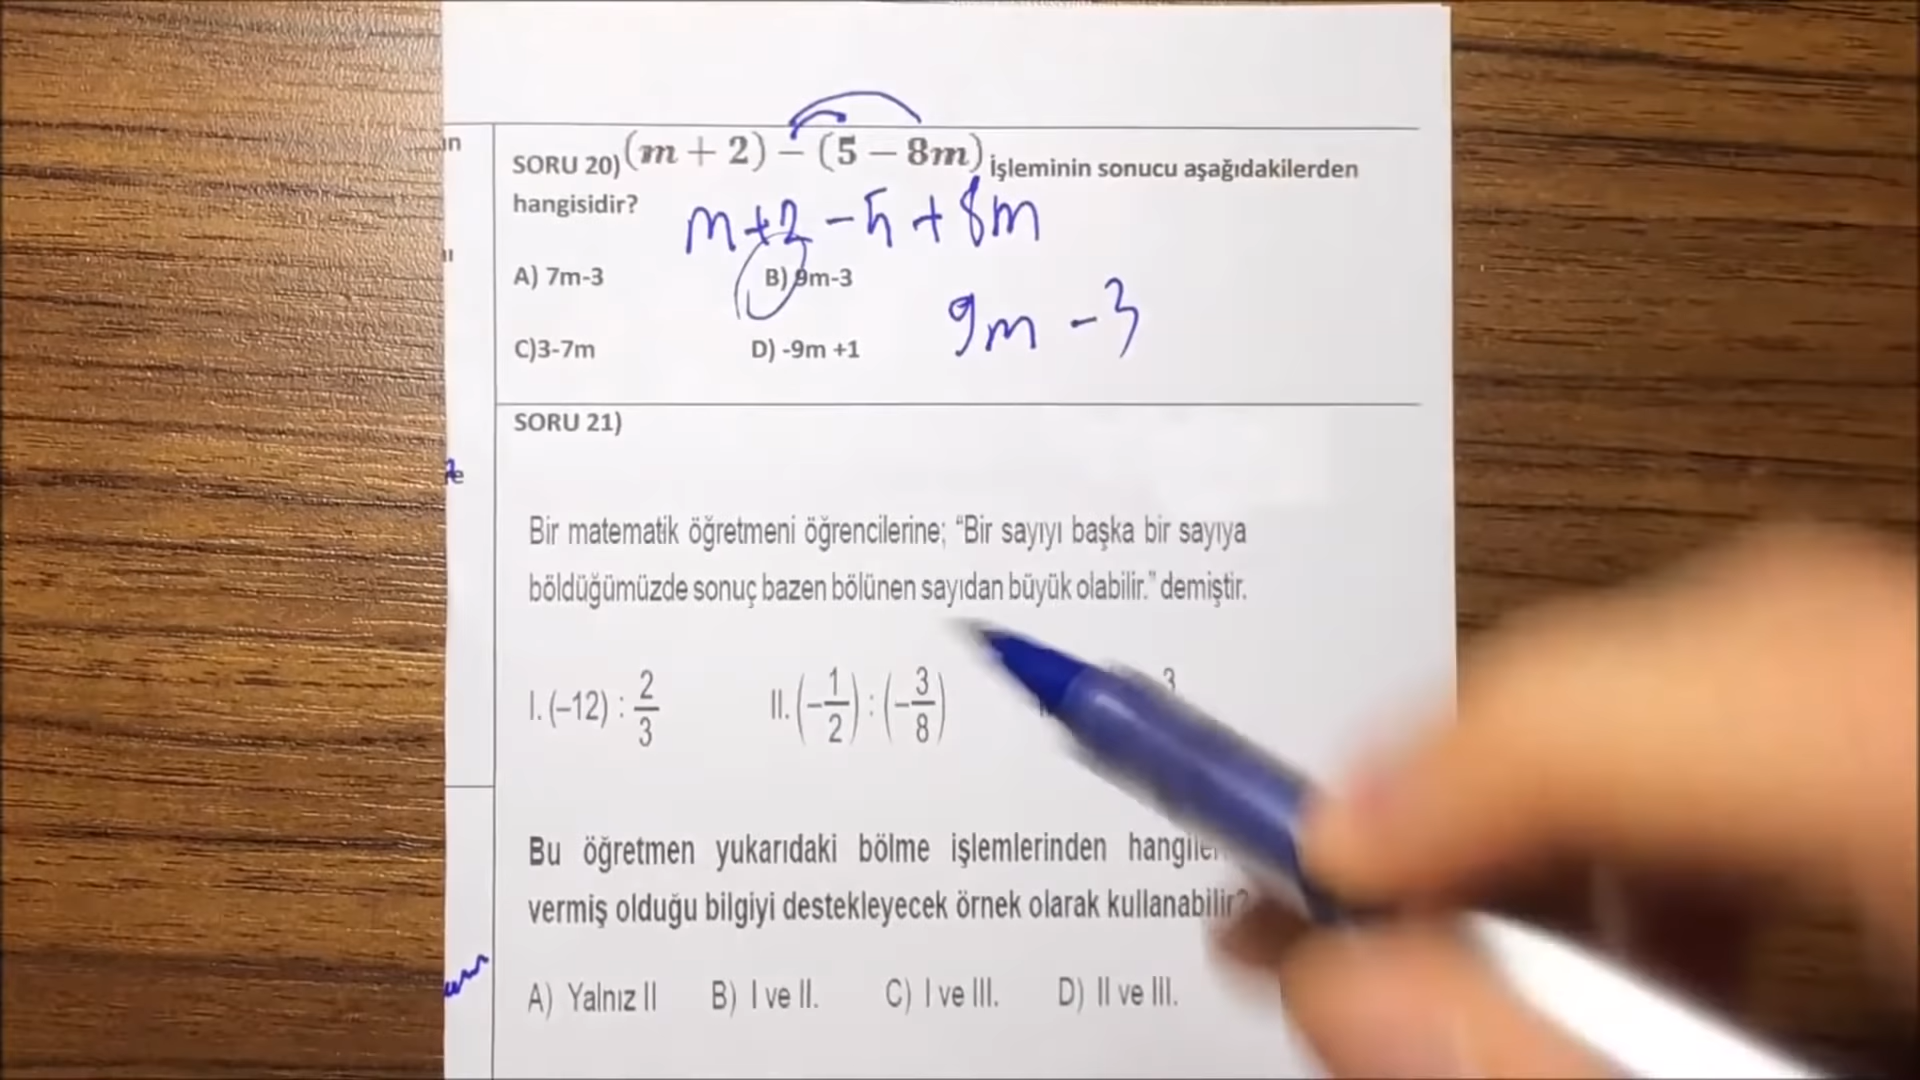 SORU 20) (m + 2) − (5 − 8m) İşleminin sonucu aşağıdakilerden
hangisidir?
m+2 −5 + 8m
A) 7m-3 B) 9m-3
9m − 3
C)3-7m D) -9m +1
SORU 21)
Bir matematik öğretmeni öğrencilerine; “Bir sayıyı başka bir sayıya
böldüğümüzde sonuç bazen bölünen sayıdan büyük olabilir.” demiştir.
I. (−12) : 2/3 II. (−1/2) : (−3/8) 3
Bu öğretmen yukarıdaki bölme işlemlerinden
vermiş olduğu bilgiyi destekleyecek örnek olarak kullanabilir?
A) Yalnız II B) I ve II. C) I ve III. D) II ve III.